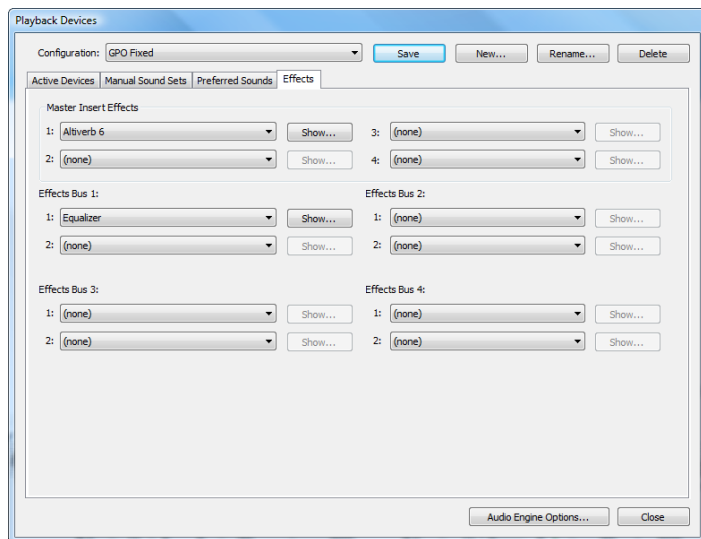 Playback Devices
Configuration: GPO Fixed Save New... Rename... Delete
Active Devices Manual Sound Sets Preferred Sounds Effects
Master Insert Effects
1: Altiverb 6 Show... 3: (none) Show...
2: (none) Show... 4: (none) Show...
Effects Bus 1: Effects Bus 2:
1: Equalizer Show... 1: (none) Show...
2: (none) Show... 2: (none) Show...
Effects Bus 3: Effects Bus 4:
1: (none) Show... 1: (none) Show...
2: (none) Show... 2: (none) Show...
Audio Engine Options... Close